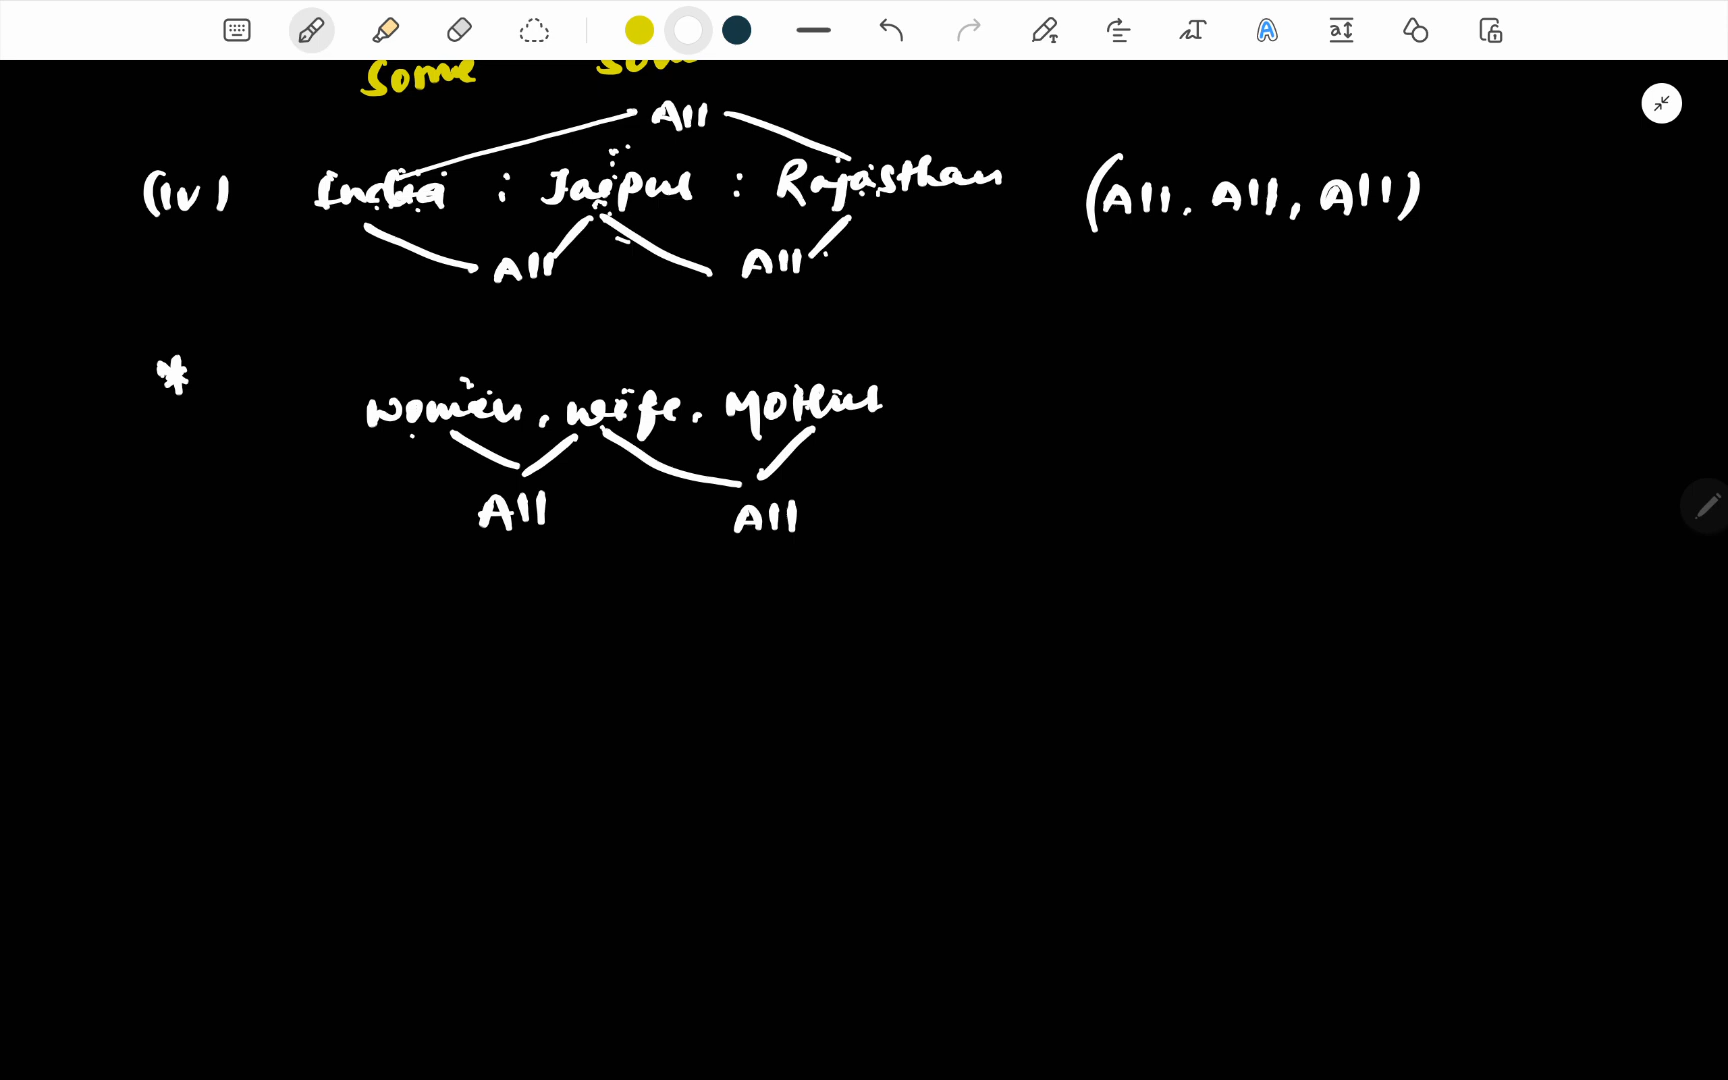 Some
All
(iv) India : Jaipur : Rajasthan (All, All, All)
All All
* women, wife, Mother
All All